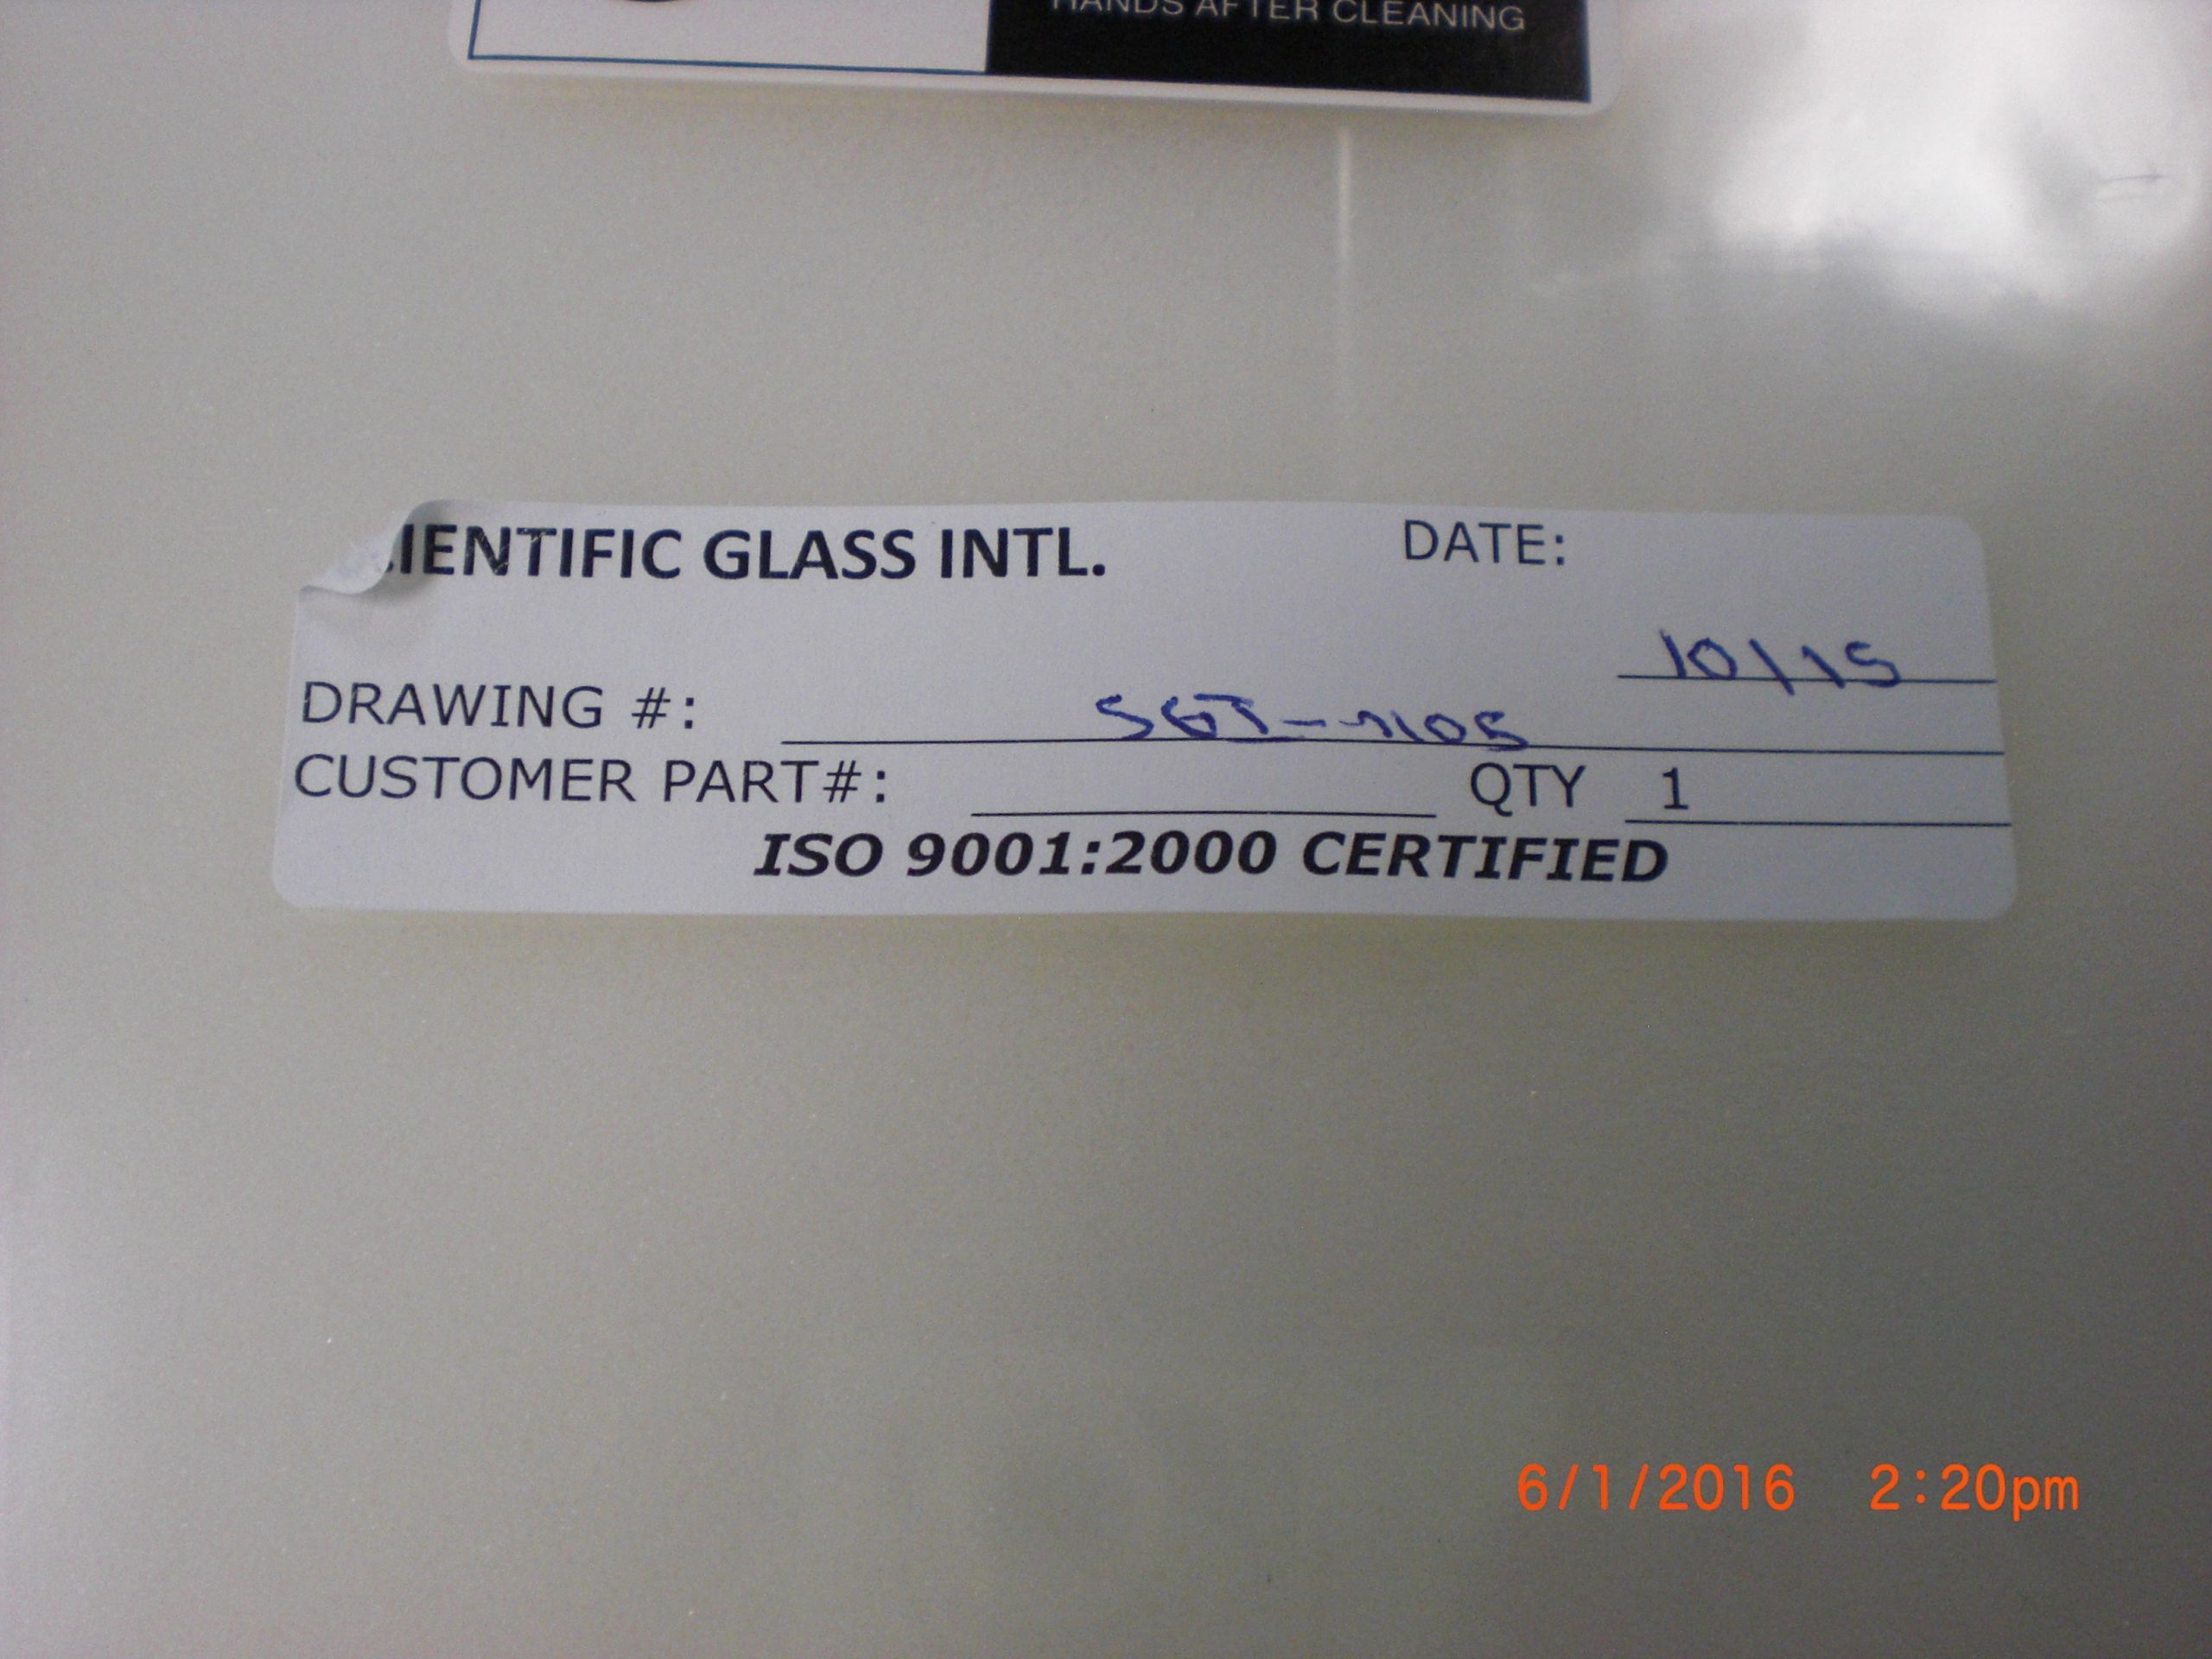 HANDS AFTER CLEANING
IENTIFIC GLASS INTL. DATE:
10/15
DRAWING #:
CUSTOMER PART#: QTY 1
ISO 9001:2000 CERTIFIED
6/1/2016 2:20pm